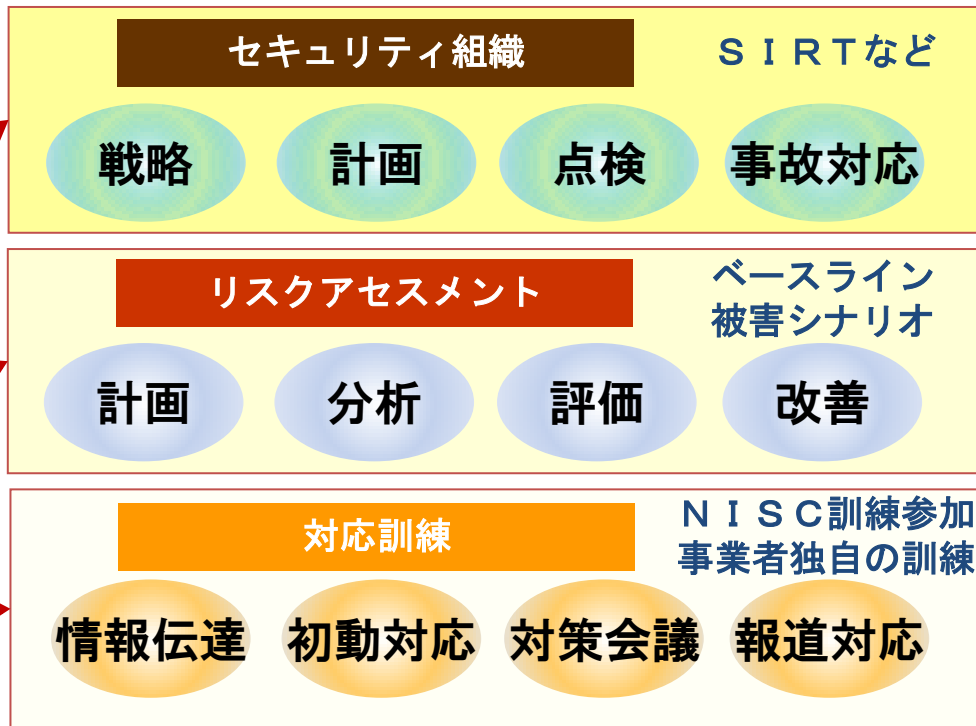 セキュリティ組織
ＳＩＲＴなど
戦略
計画
点検
事故対応
リスクアセスメント
ベースライン
被害シナリオ
計画
分析
評価
改善
対応訓練
ＮＩＳＣ訓練参加
事業者独自の訓練
情報伝達
初動対応
対策会議
報道対応